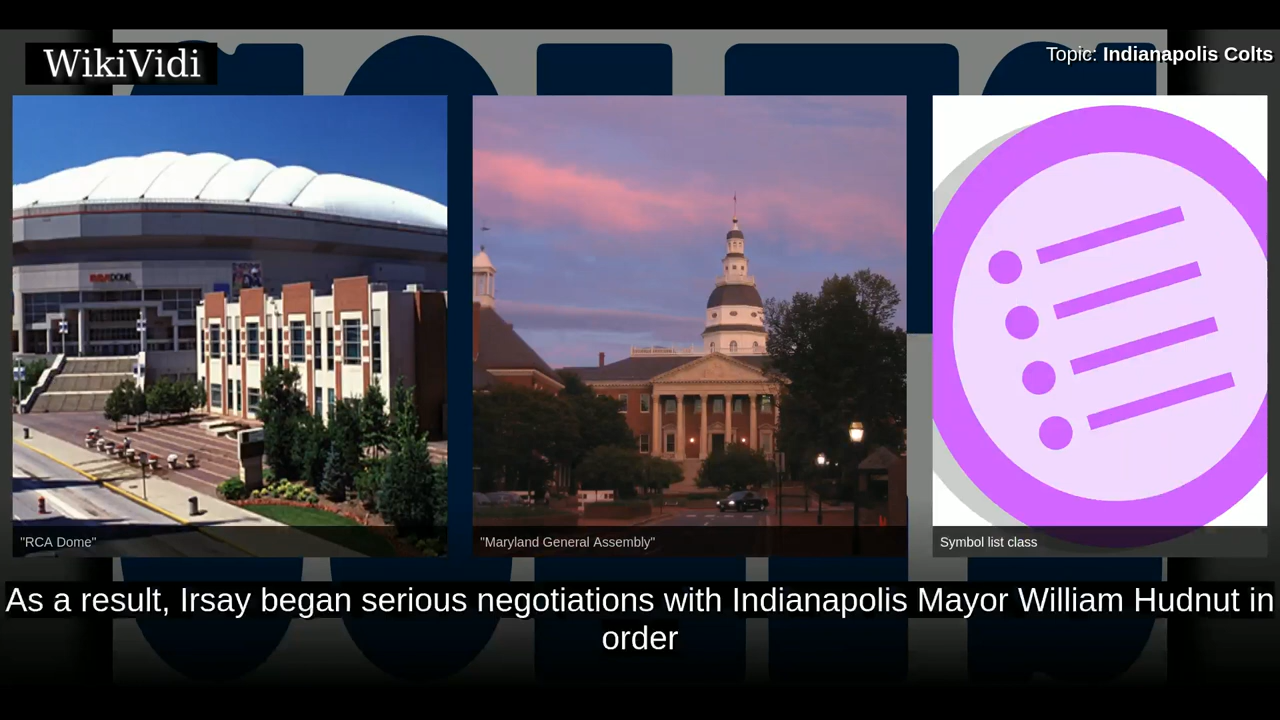 WikiVidi
Topic: Indianapolis Colts
RCA DOME
"RCA Dome"
"Maryland General Assembly"
Symbol list class
As a result, Irsay began serious negotiations with Indianapolis Mayor William Hudnut in
order